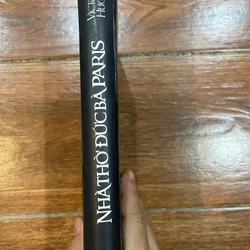 VICTOR
HUGO
NHÀ THỜ ĐỨC BÀ PARIS